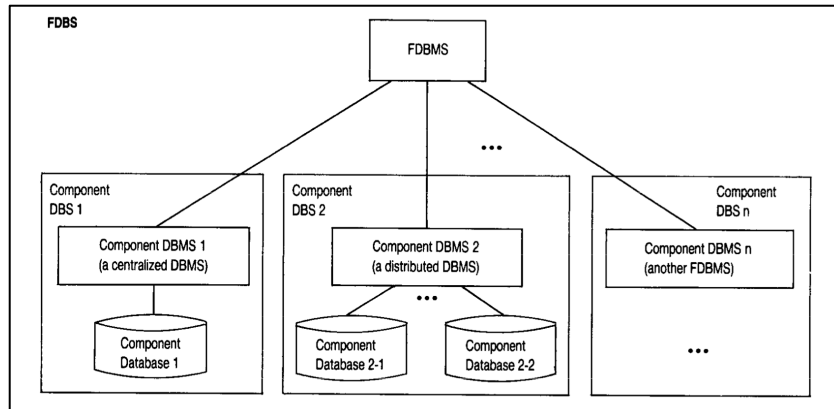 FDBS
FDBMS
•••
Component
DBS 1
Component DBMS 1
(a centralized DBMS)
Component
Database 1
Component
DBS 2
Component DBMS 2
(a distributed DBMS)
•••
Component
Database 2-1
Component
Database 2-2
Component
DBS n
Component DBMS n
(another FDBMS)
•••